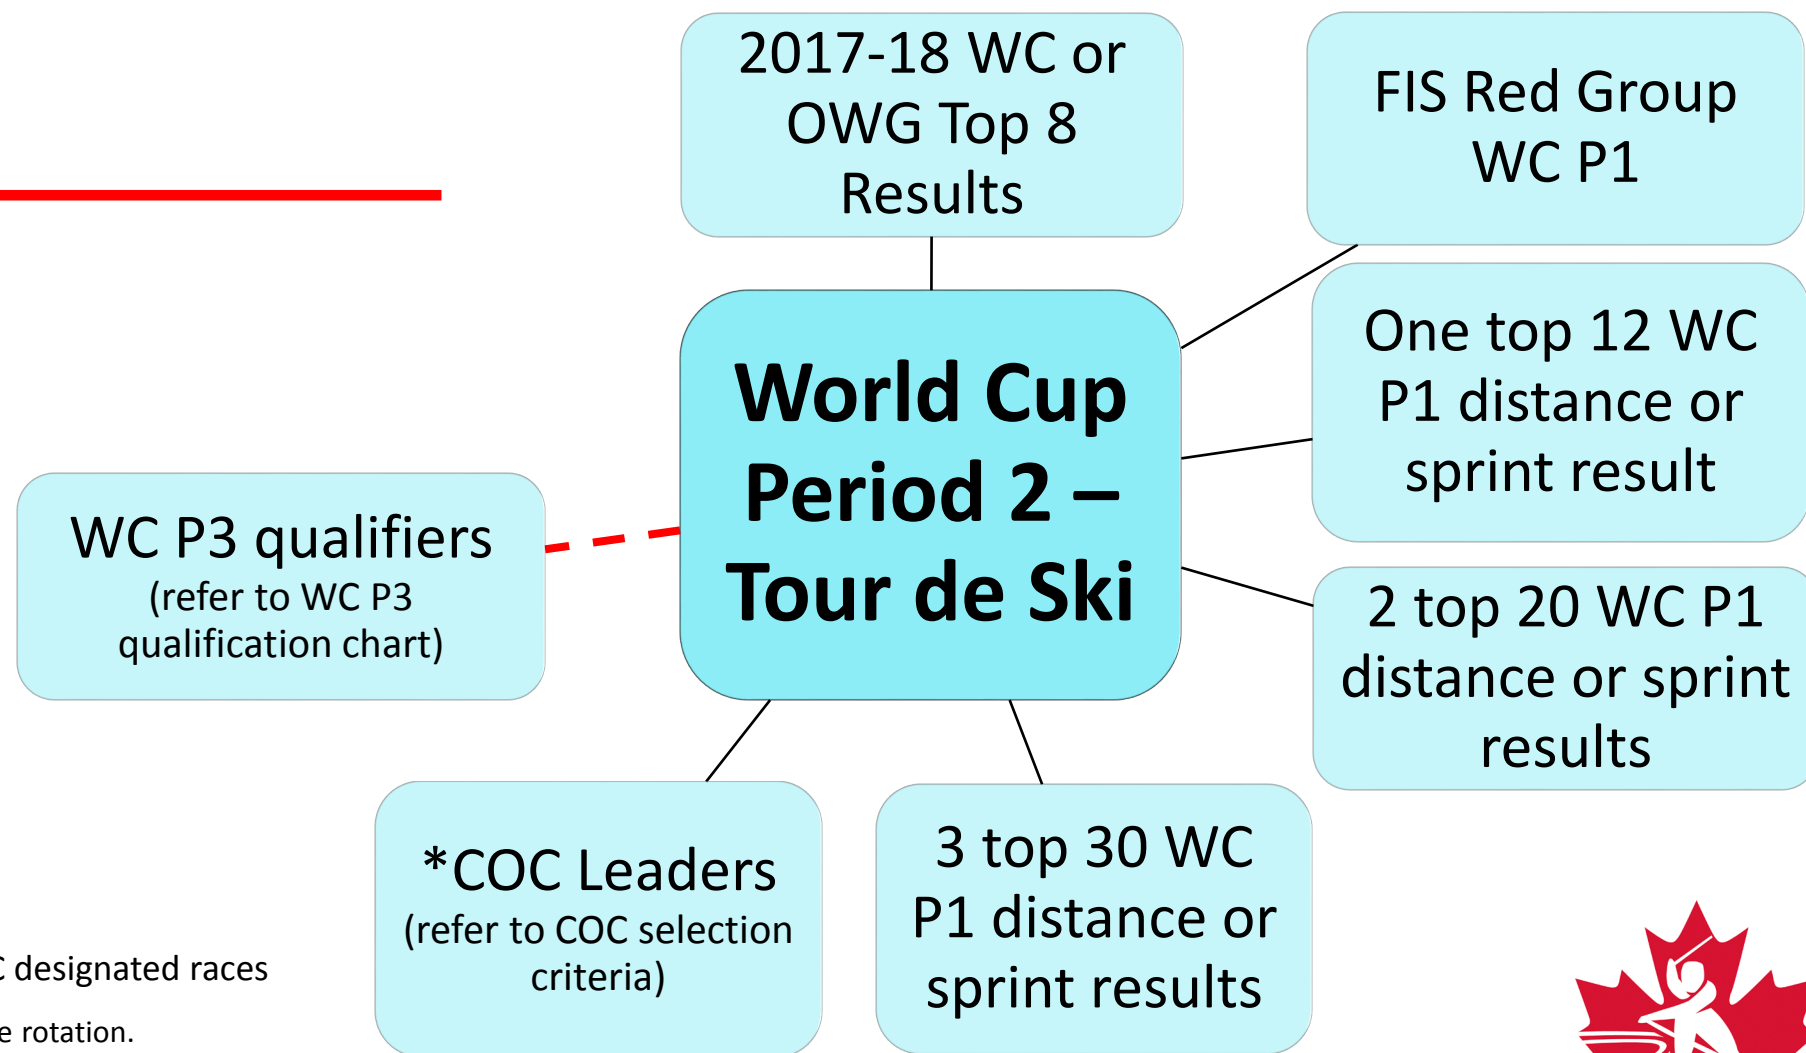 2017-18 WC or
OWG Top 8
Results
FIS Red Group
WC P1
One top 12 WC
P1 distance or
sprint result
World Cup
Period 2 –
Tour de Ski
WC P3 qualifiers
(refer to WC P3
qualification chart)
2 top 20 WC P1
distance or sprint
results
*COC Leaders
(refer to COC selection
criteria)
3 top 30 WC
P1 distance or
sprint results
designated races
rotation.